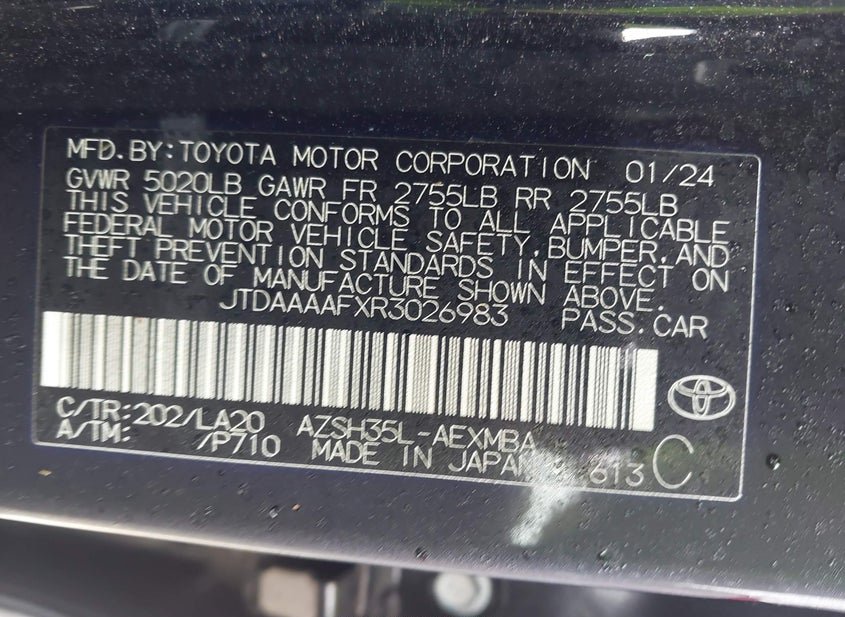 MFD.BY:TOYOTA MOTOR CORPORATION 01/24
GVWR 5020LB GAWR FR 2755LB RR 2755LB
THIS VEHICLE CONFORMS TO ALL APPLICABLE
FEDERAL MOTOR VEHICLE SAFETY,BUMPER,AND
THEFT PREVENTION STANDARDS IN EFFECT ON
THE DATE OF MANUFACTURE SHOWN ABOVE.
JTDAAAAFXR3026983 PASS.CAR
C/TR:202/LA20 AZSH35L-AEXMBA
A/TM: /P710 MADE IN JAPAN 613 C